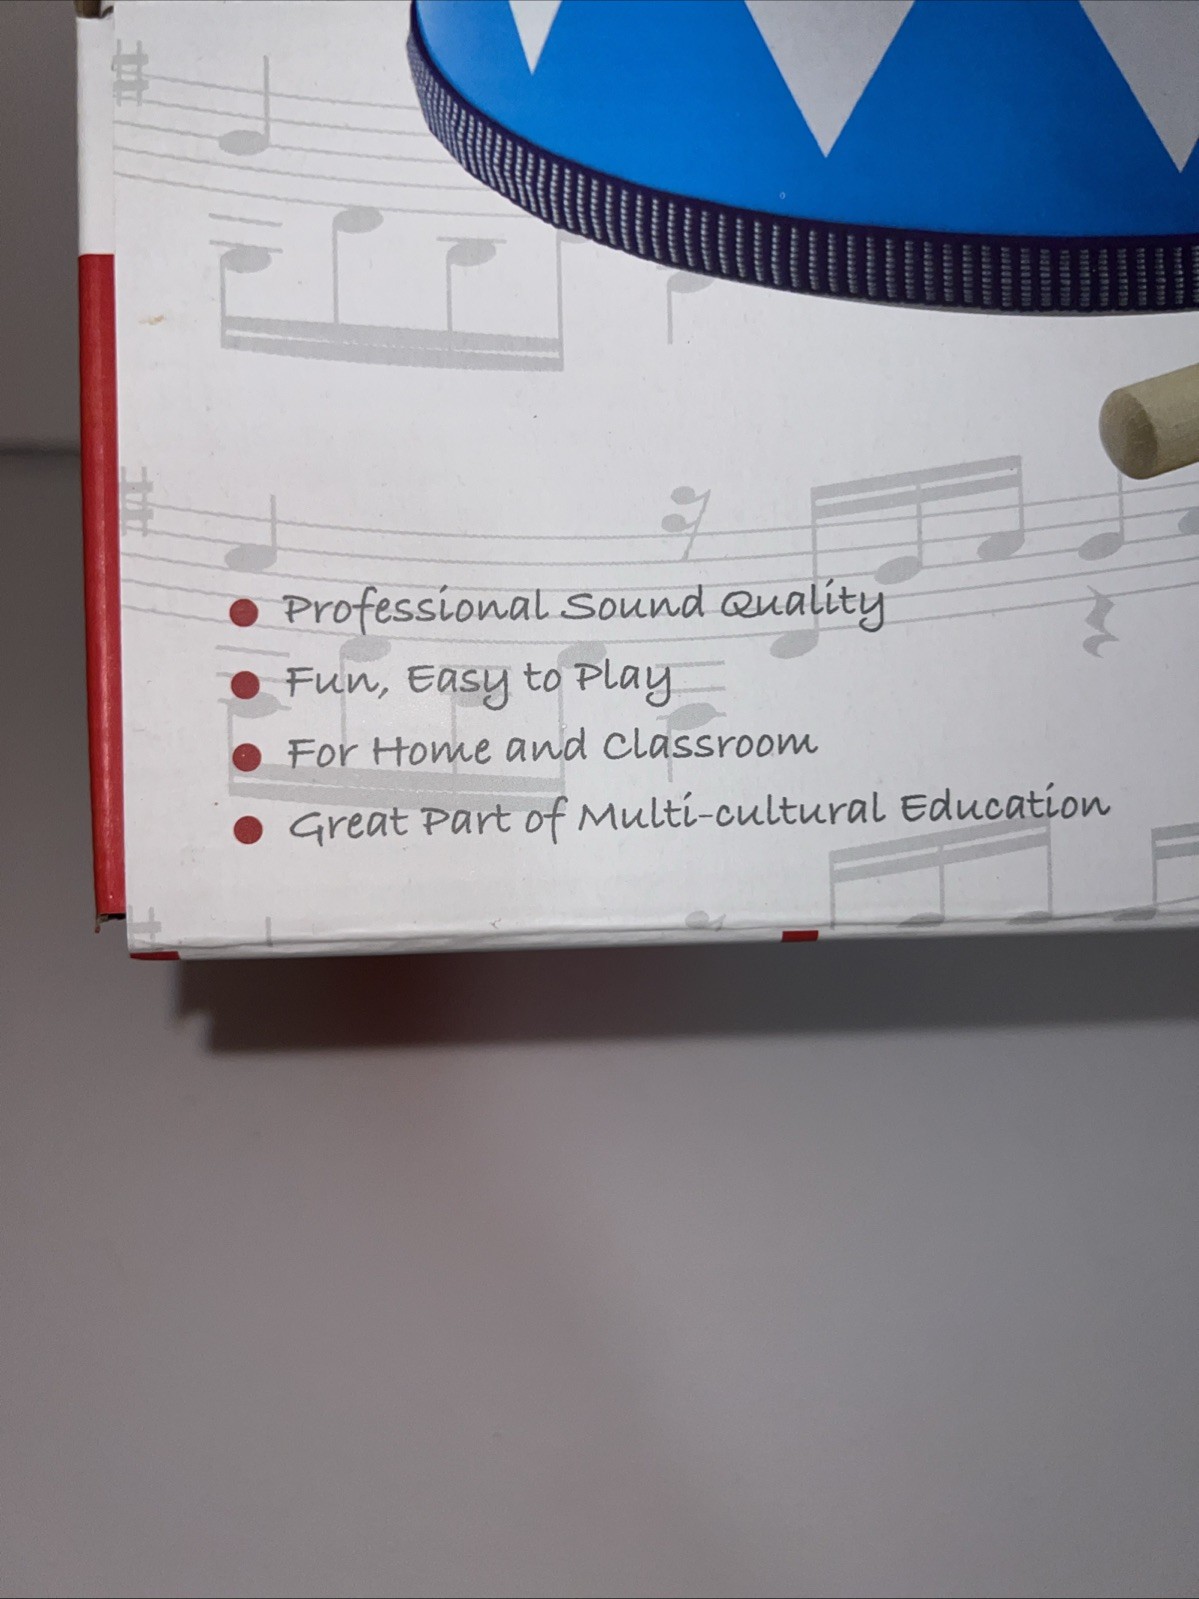 Professional Sound Quality
Fun, Easy to Play
For Home and Classroom
Great Part of Multi-cultural Education